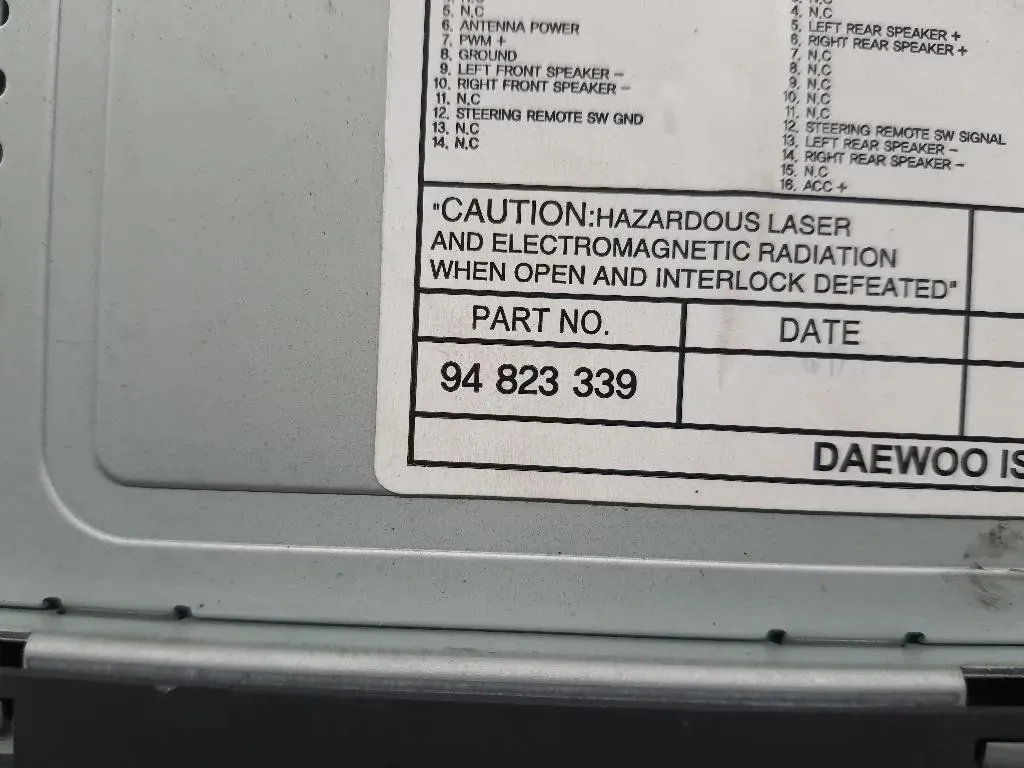 5. N.C
6. ANTENNA POWER
7. PWM +
8. GROUND
9. LEFT FRONT SPEAKER –
10. RIGHT FRONT SPEAKER –
11. N.C
12. STEERING REMOTE SW GND
13. N.C
14. N.C
4. N.C
5. LEFT REAR SPEAKER +
6. RIGHT REAR SPEAKER +
7. N.C
8. N.C
9. N.C
10. N.C
11. N.C
12. STEERING REMOTE SW SIGNAL
13. LEFT REAR SPEAKER –
14. RIGHT REAR SPEAKER –
15. N.C
16. ACC +
"CAUTION:HAZARDOUS LASER
AND ELECTROMAGNETIC RADIATION
WHEN OPEN AND INTERLOCK DEFEATED"
PART NO.
DATE
94 823 339
DAEWOO IS